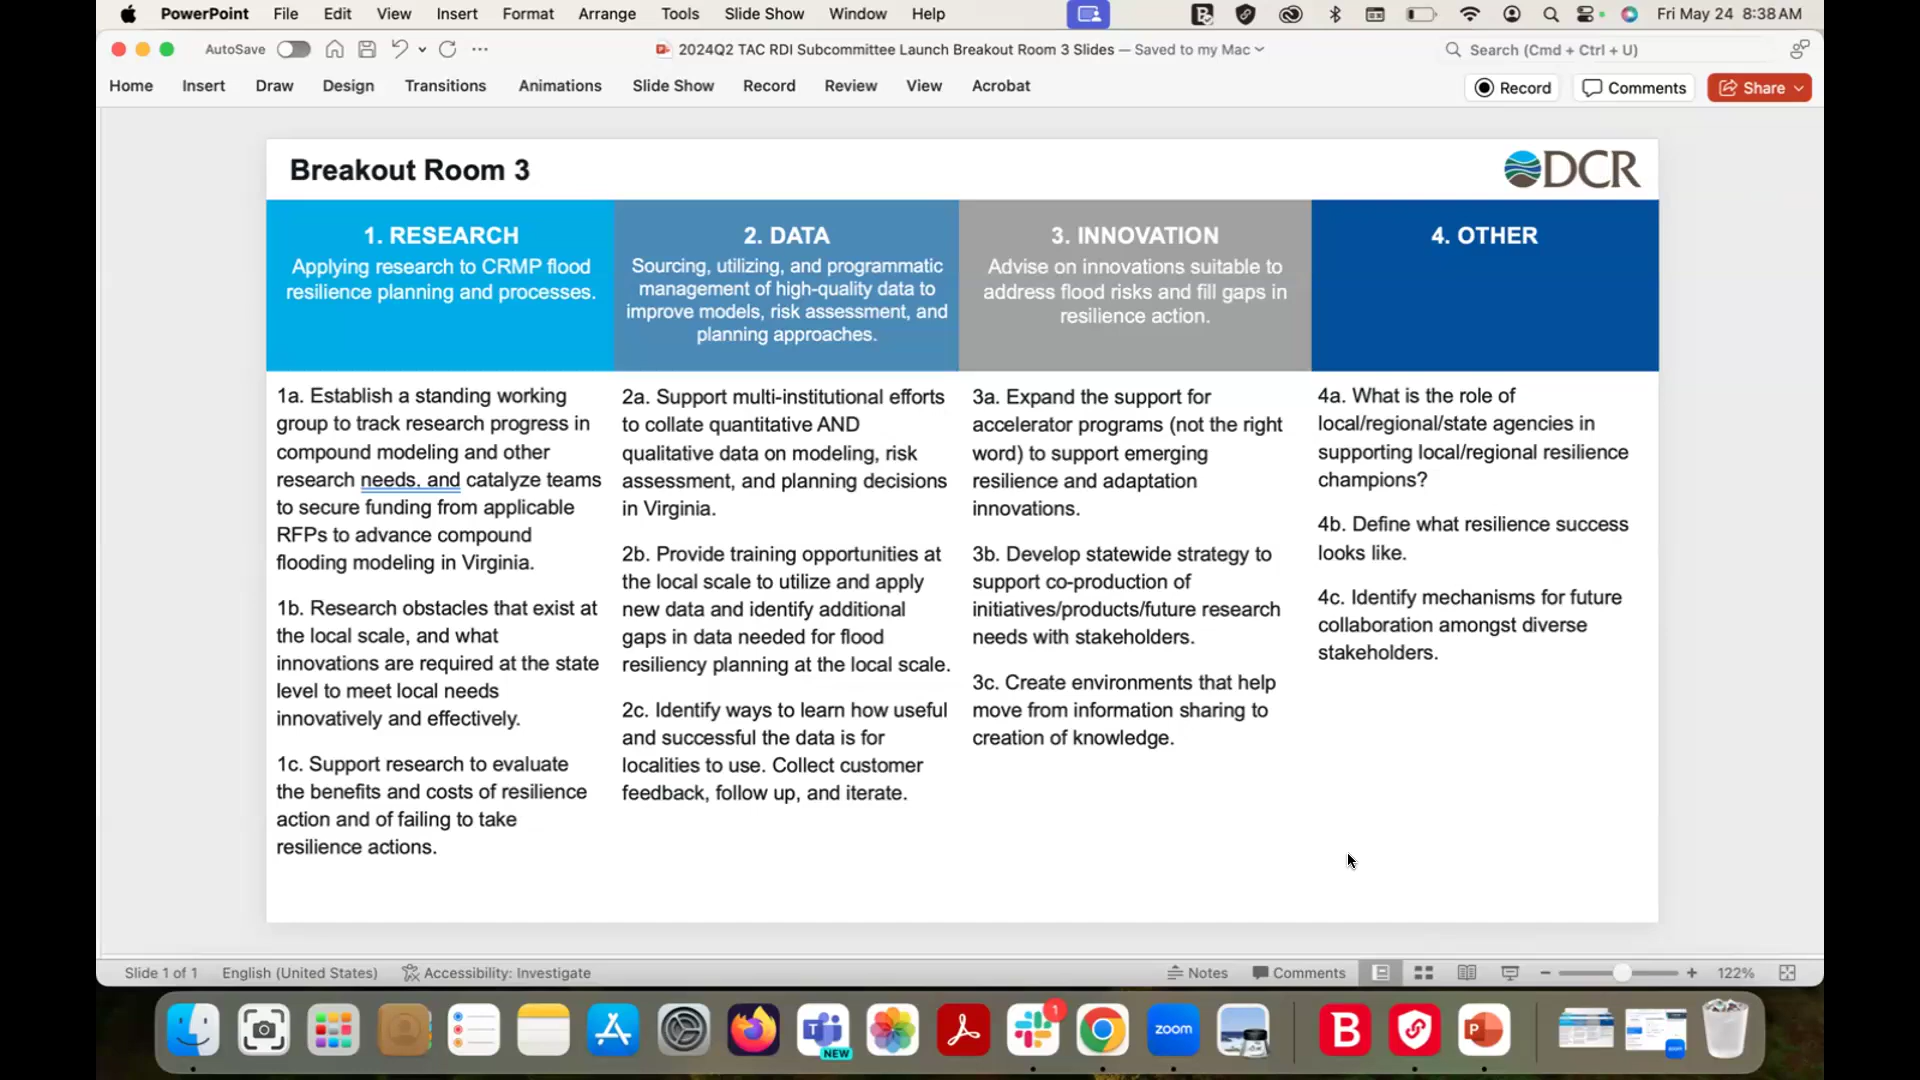 PowerPoint File Edit View Insert Format Arrange Tools Slide Show Window Help Fri May 24 8:38 AM
AutoSave 2024Q2 TAC RDI Subcommittee Launch Breakout Room 3 Slides — Saved to my Mac Search (Cmd + Ctrl + U)
Home Insert Draw Design Transitions Animations Slide Show Record Review View Acrobat Record Comments Share
Breakout Room 3
DCR
1. RESEARCH
Applying research to CRMP flood
resilience planning and processes.
2. DATA
Sourcing, utilizing, and programmatic
management of high-quality data to
improve models, risk assessment, and
planning approaches.
3. INNOVATION
Advise on innovations suitable to
address flood risks and fill gaps in
resilience action.
4. OTHER
1a. Establish a standing working
group to track research progress in
compound modeling and other
research needs. and catalyze teams
to secure funding from applicable
RFPs to advance compound
flooding modeling in Virginia.
1b. Research obstacles that exist at
the local scale, and what
innovations are required at the state
level to meet local needs
innovatively and effectively.
1c. Support research to evaluate
the benefits and costs of resilience
action and of failing to take
resilience actions.
2a. Support multi-institutional efforts
to collate quantitative AND
qualitative data on modeling, risk
assessment, and planning decisions
in Virginia.
2b. Provide training opportunities at
the local scale to utilize and apply
new data and identify additional
gaps in data needed for flood
resiliency planning at the local scale.
2c. Identify ways to learn how useful
and successful the data is for
localities to use. Collect customer
feedback, follow up, and iterate.
3a. Expand the support for
accelerator programs (not the right
word) to support emerging
resilience and adaptation
innovations.
3b. Develop statewide strategy to
support co-production of
initiatives/products/future research
needs with stakeholders.
3c. Create environments that help
move from information sharing to
creation of knowledge.
4a. What is the role of
local/regional/state agencies in
supporting local/regional resilience
champions?
4b. Define what resilience success
looks like.
4c. Identify mechanisms for future
collaboration amongst diverse
stakeholders.
Slide 1 of 1 English (United States) Accessibility: Investigate Notes Comments 122%
NEW
1
zoom
B
P